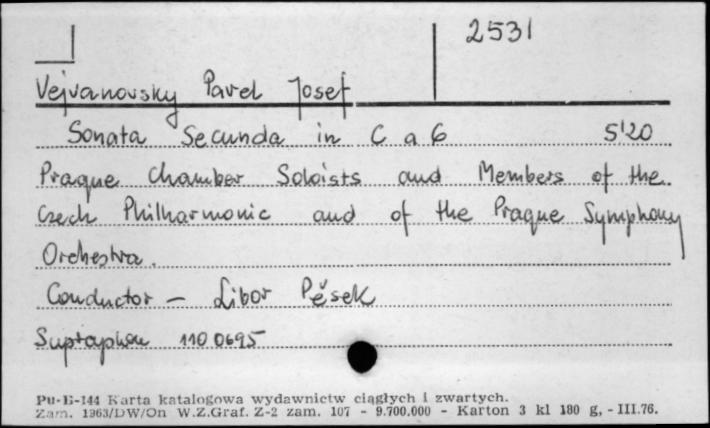 2531
Vejvanovsky Pavel Josef
Sonata Secunda in C a 6 5'20
Prague Chamber Soloists and Members of the
Czech Philharmonic and of the Prague Symphony
Orchestra.
Conductor – Libor Pěsek
Supraphon 110 0695
Pu-B-144 Karta katalogowa wydawnictw ciągłych i zwartych.
Zam. 1963/DW/On W.Z.Graf. Z-2 zam. 107 - 9.700.000 - Karton 3 kl 180 g, - III.76.